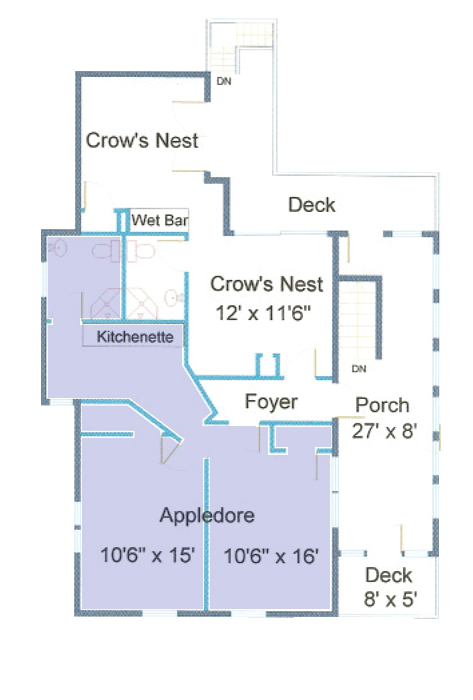 DN
Crow's Nest
Deck
Wet Bar
Crow's Nest
12' x 11'6"
Kitchenette
DN
Foyer
Porch
27' x 8'
Appledore
10'6" x 15'
10'6" x 16'
Deck
8' x 5'